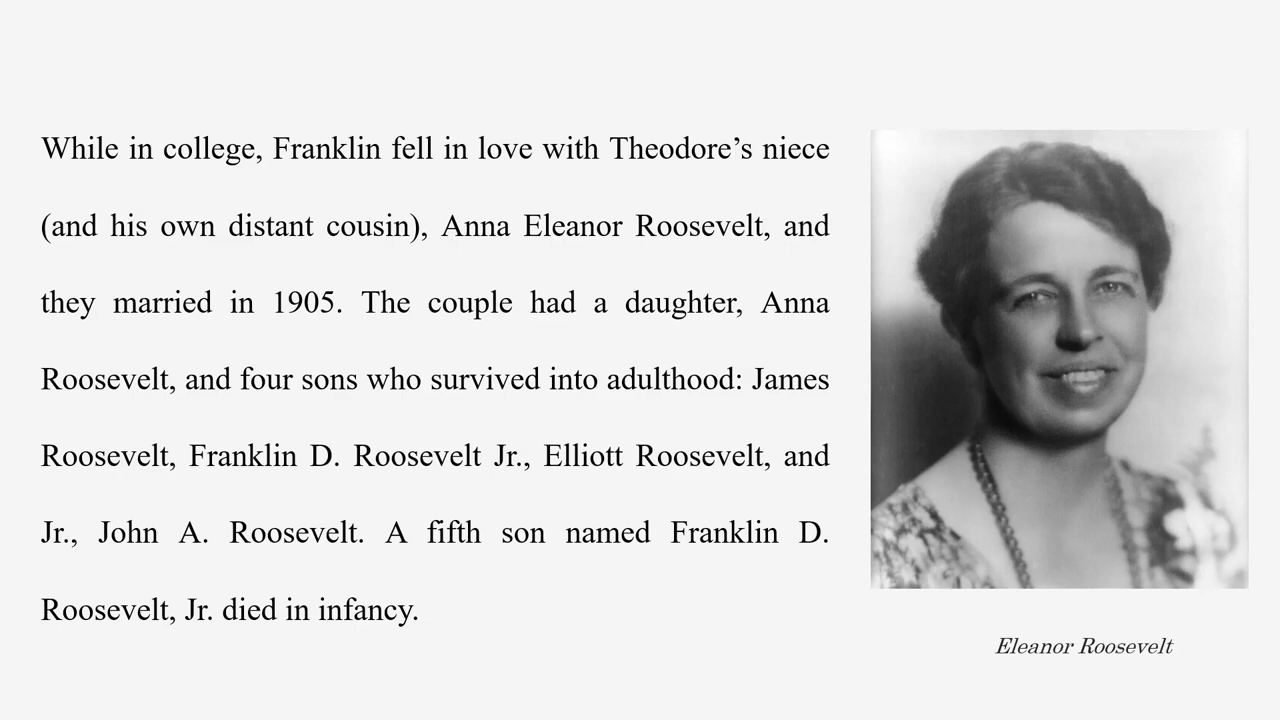 While in college, Franklin fell in love with Theodore’s niece
(and his own distant cousin), Anna Eleanor Roosevelt, and
they married in 1905. The couple had a daughter, Anna
Roosevelt, and four sons who survived into adulthood: James
Roosevelt, Franklin D. Roosevelt Jr., Elliott Roosevelt, and
Jr., John A. Roosevelt. A fifth son named Franklin D.
Roosevelt, Jr. died in infancy.
Eleanor Roosevelt